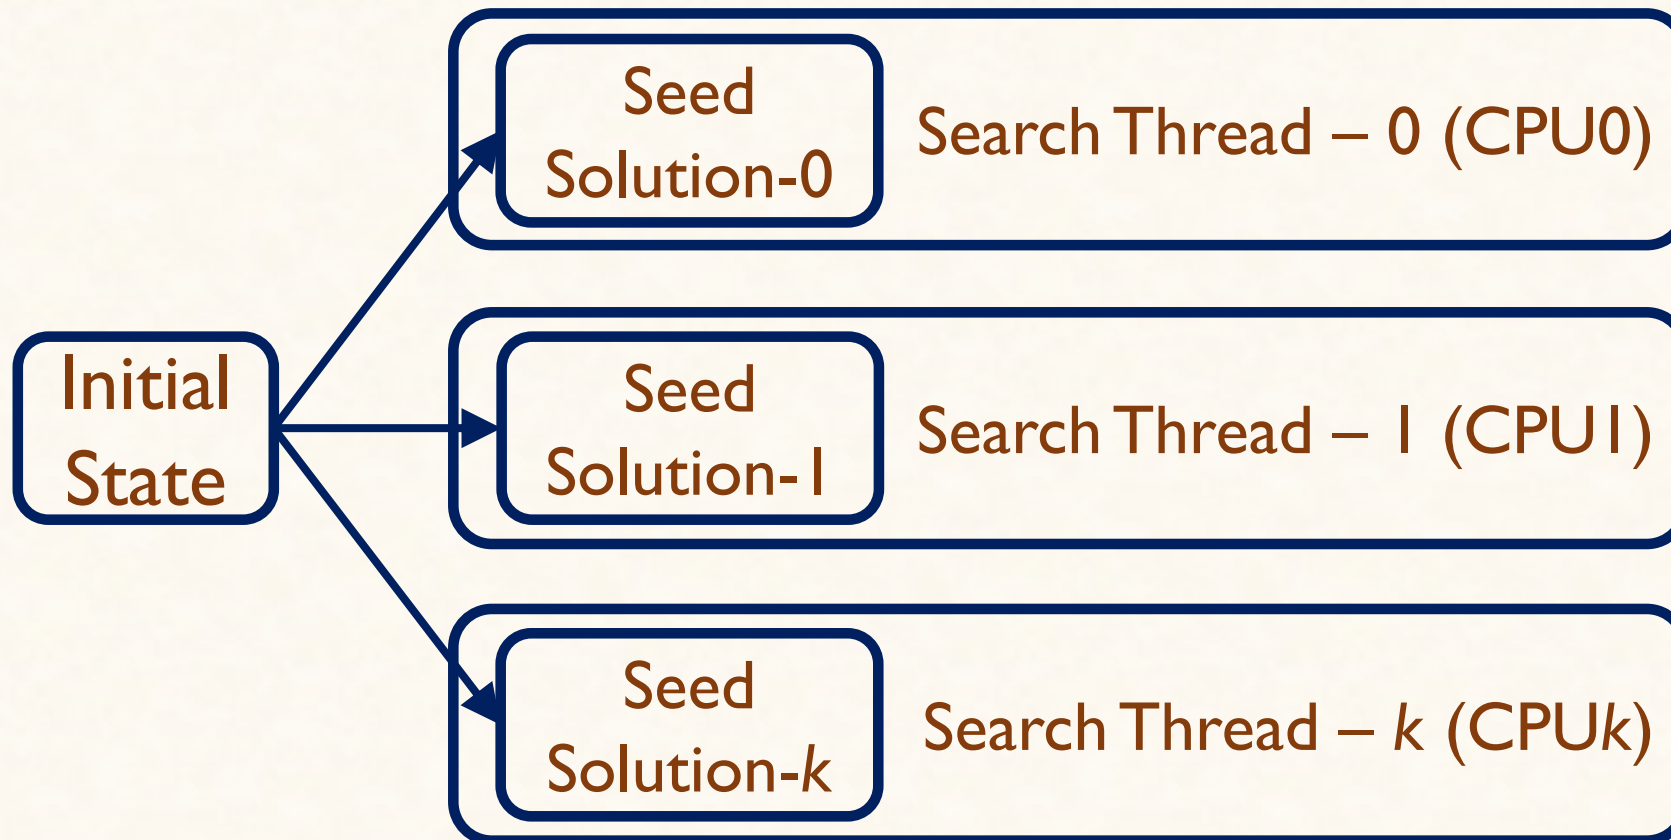 Seed
Solution-0
Search Thread – 0 (CPU0)
Initial
State
Seed
Solution-1
Search Thread – 1 (CPU1)
Seed
Solution-k
Search Thread – k (CPUk)